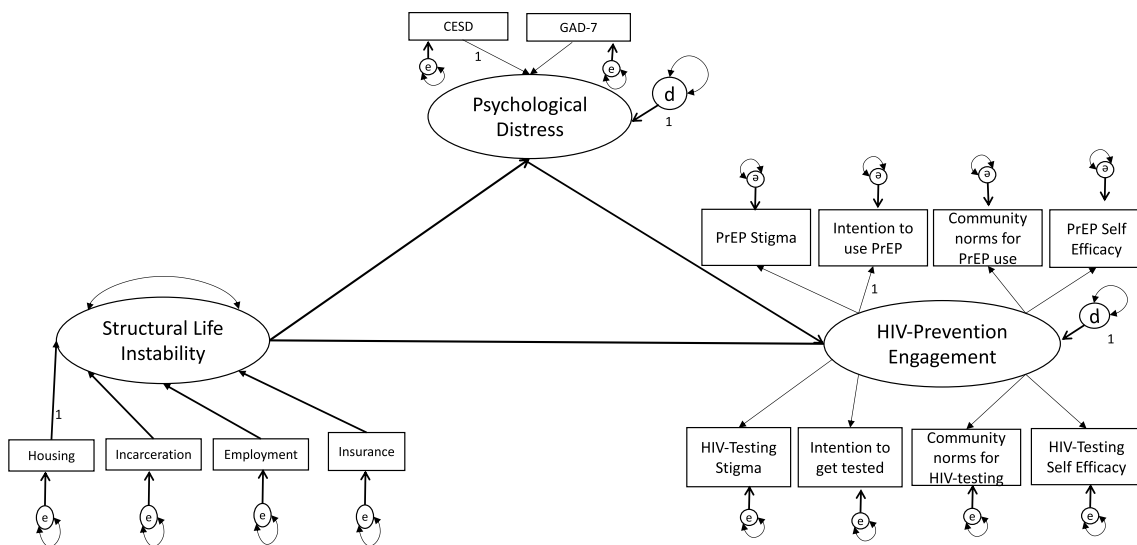 CESD
GAD-7
e
1
e
Psychological
Distress
d
1
e
e
e
e
PrEP Stigma
Intention to
use PrEP
Community
norms for
PrEP use
PrEP Self
Efficacy
1
Structural Life
Instability
HIV-Prevention
Engagement
d
1
1
Housing
Incarceration
Employment
Insurance
HIV-Testing
Stigma
Intention to
get tested
Community
norms for
HIV-testing
HIV-Testing
Self Efficacy
e
e
e
e
e
e
e
e